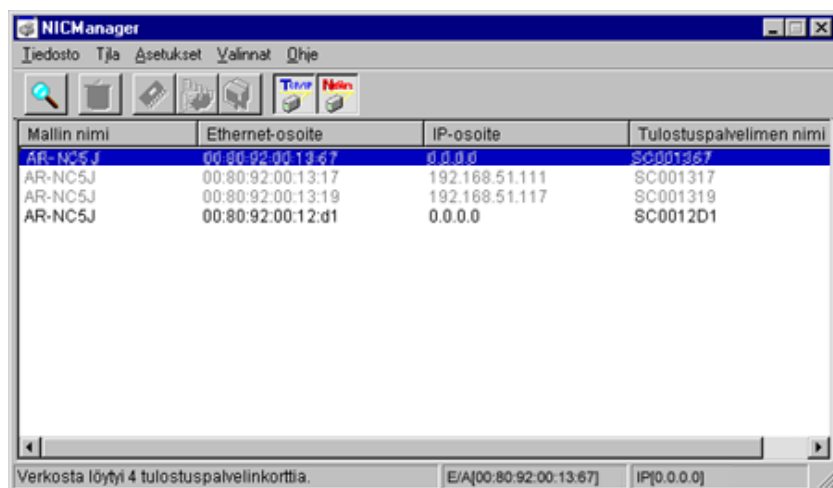 NICManager
Tiedosto Tila Asetukset Valinnat Ohje
TCP/IP
Mallin nimi Ethernet-osoite IP-osoite Tulostuspalvelimen nimi
AR-NC5J 00:80:92:00:13:67 0.0.0.0 SC001367
AR-NC5J 00:80:92:00:13:17 192.168.51.111 SC001317
AR-NC5J 00:80:92:00:13:19 192.168.51.117 SC001319
AR-NC5J 00:80:92:00:12:d1 0.0.0.0 SC0012D1
Verkosta löytyi 4 tulostuspalvelinkorttia. E/A[00:80:92:00:13:67] IP[0.0.0.0]